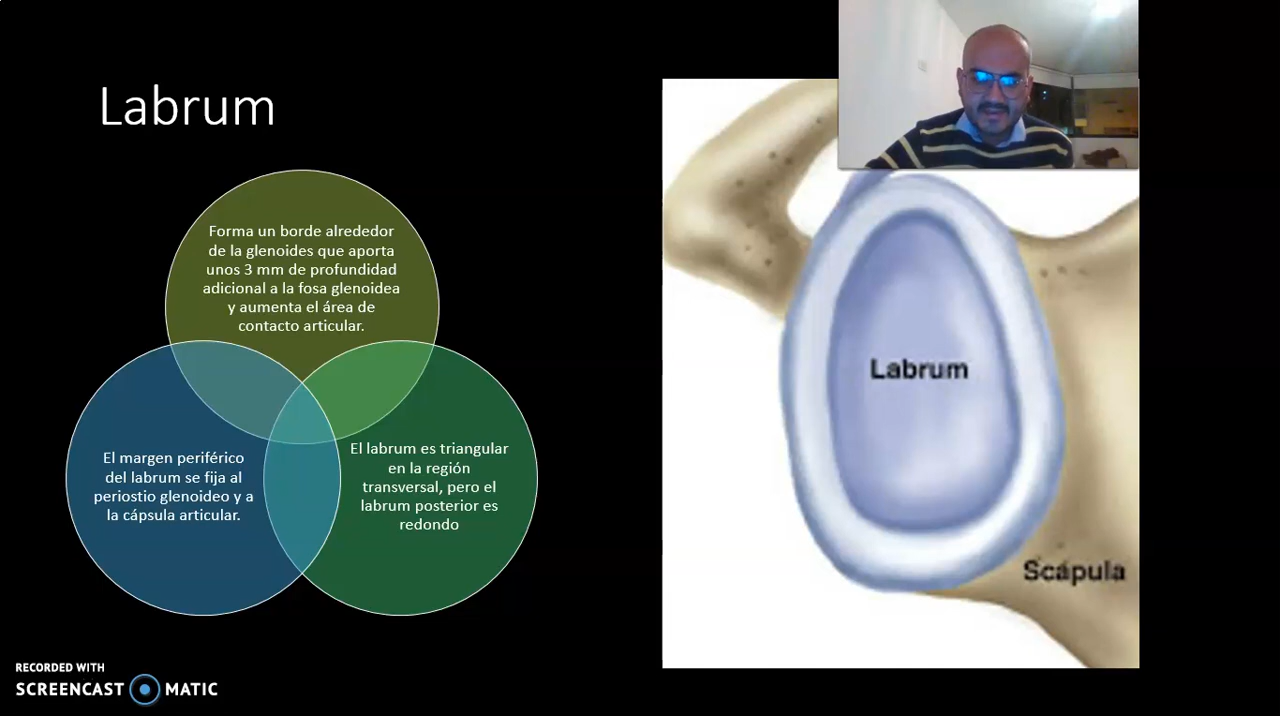 Labrum
Forma un borde alrededor
de la glenoides que aporta
unos 3 mm de profundidad
adicional a la fosa glenoidea
y aumenta el área de
contacto articular.
El margen periférico
del labrum se fija al
periostio glenoideo y a
la cápsula articular.
El labrum es triangular
en la región
transversal, pero el
labrum posterior es
redondo
Labrum
Scapula
RECORDED WITH
SCREENCAST MATIC